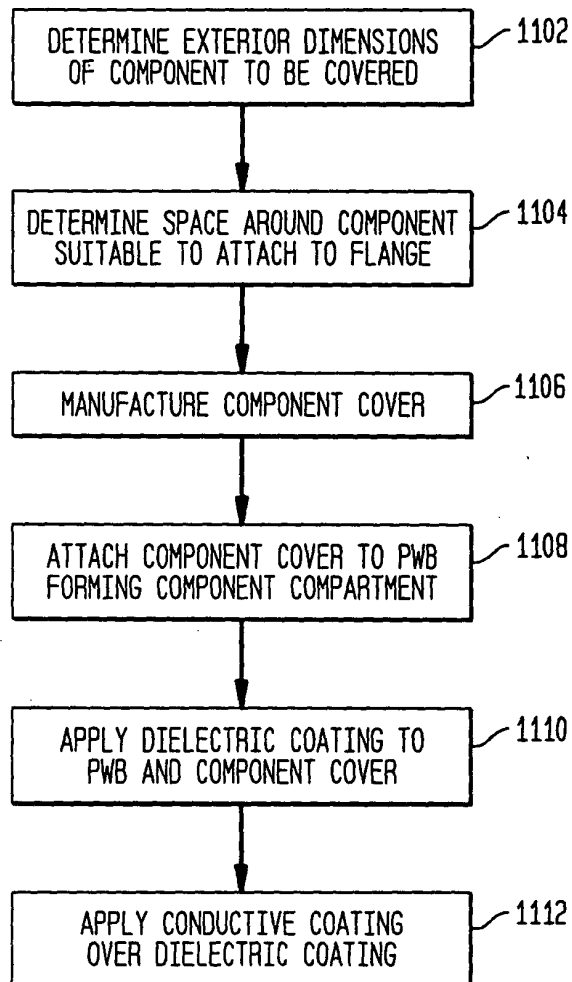 DETERMINE EXTERIOR DIMENSIONS
OF COMPONENT TO BE COVERED
1102
DETERMINE SPACE AROUND COMPONENT
SUITABLE TO ATTACH TO FLANGE
1104
MANUFACTURE COMPONENT COVER
1106
ATTACH COMPONENT COVER TO PWB
FORMING COMPONENT COMPARTMENT
1108
APPLY DIELECTRIC COATING TO
PWB AND COMPONENT COVER
1110
APPLY CONDUCTIVE COATING
OVER DIELECTRIC COATING
1112